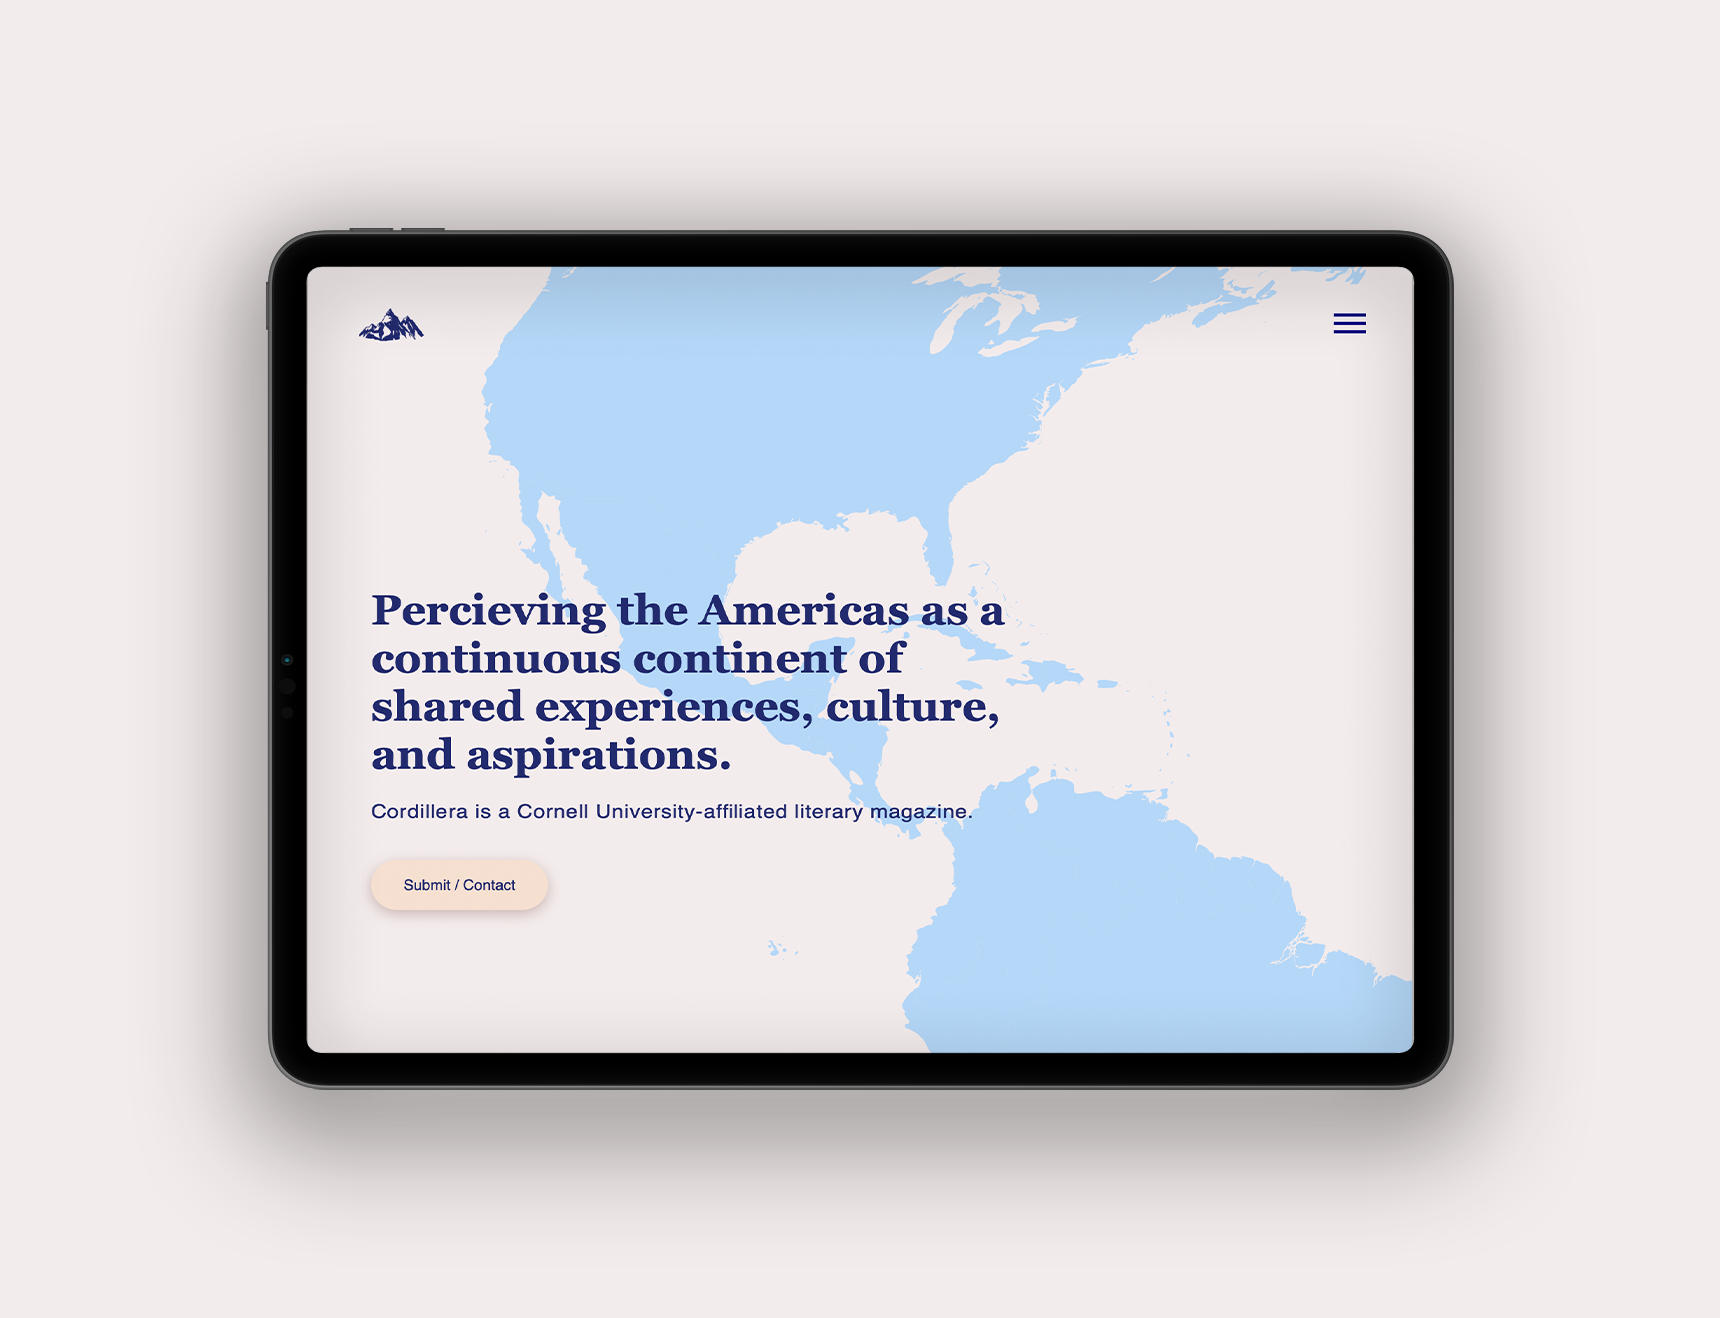 Percieving the Americas as a
continuous continent of
shared experiences, culture,
and aspirations.
Cordillera is a Cornell University-affiliated literary magazine.
Submit / Contact